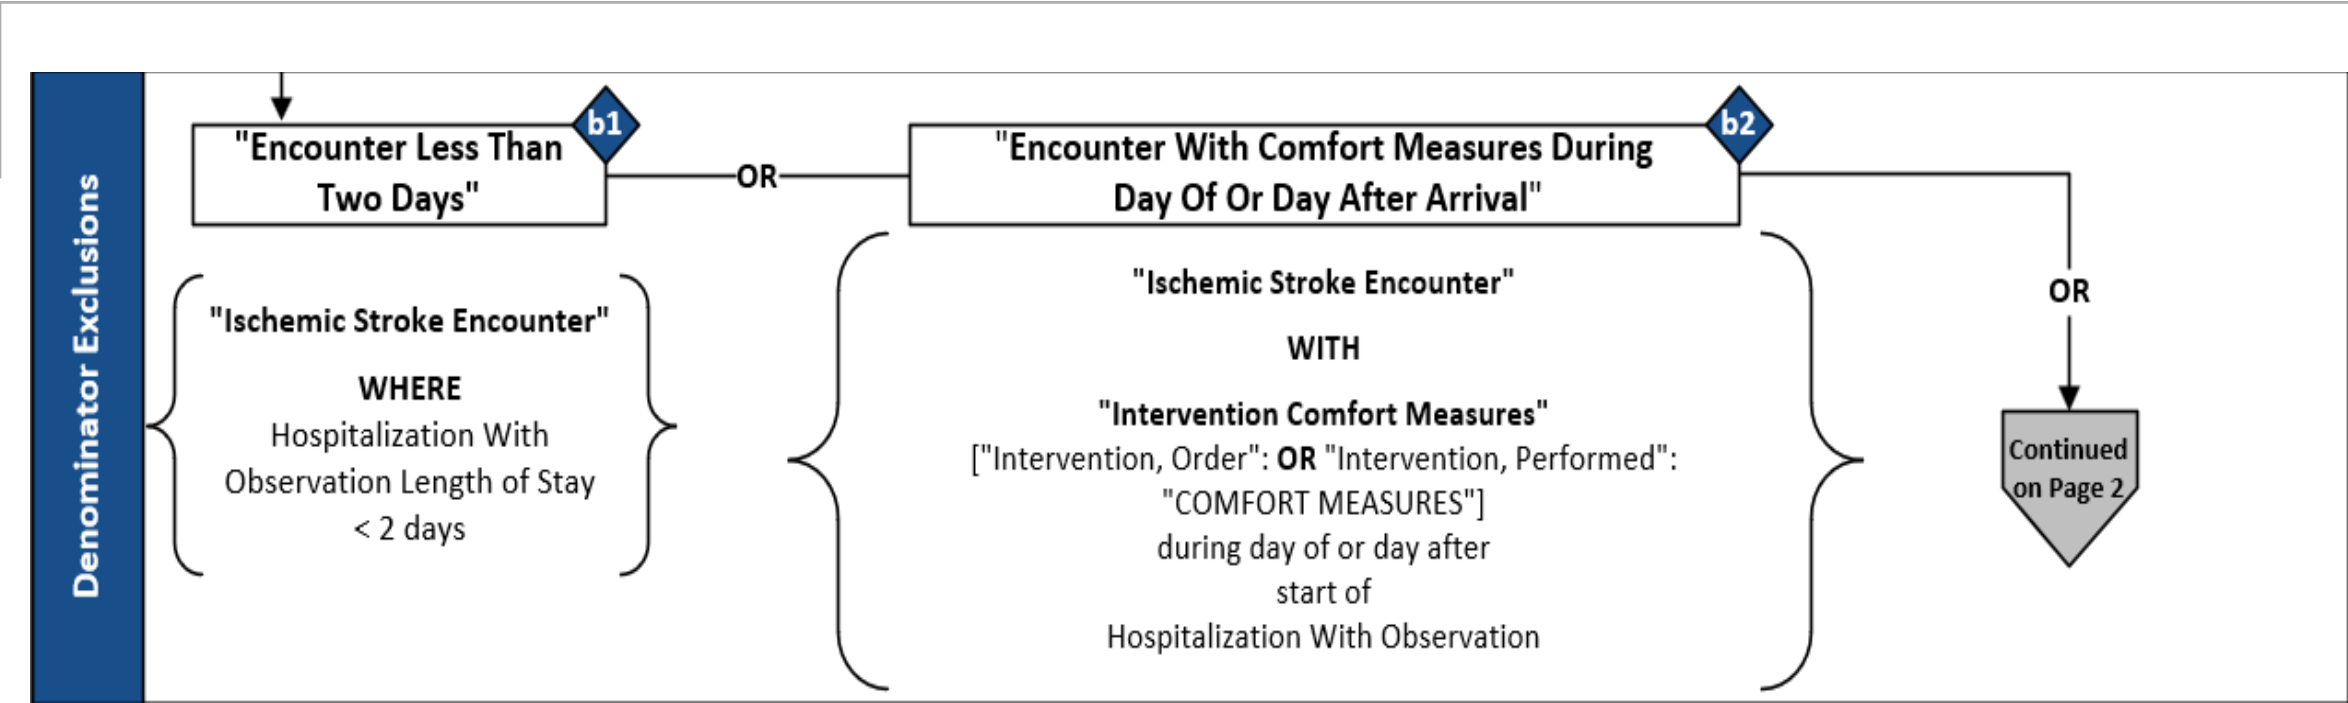 Denominator Exclusions
"Encounter Less Than
Two Days"
b1
OR
"Encounter With Comfort Measures During
Day Of Or Day After Arrival"
b2
"Ischemic Stroke Encounter"
WHERE
Hospitalization With
Observation Length of Stay
< 2 days
"Ischemic Stroke Encounter"
WITH
"Intervention Comfort Measures"
["Intervention, Order": OR "Intervention, Performed":
"COMFORT MEASURES"]
during day of or day after
start of
Hospitalization With Observation
OR
Continued
on Page 2